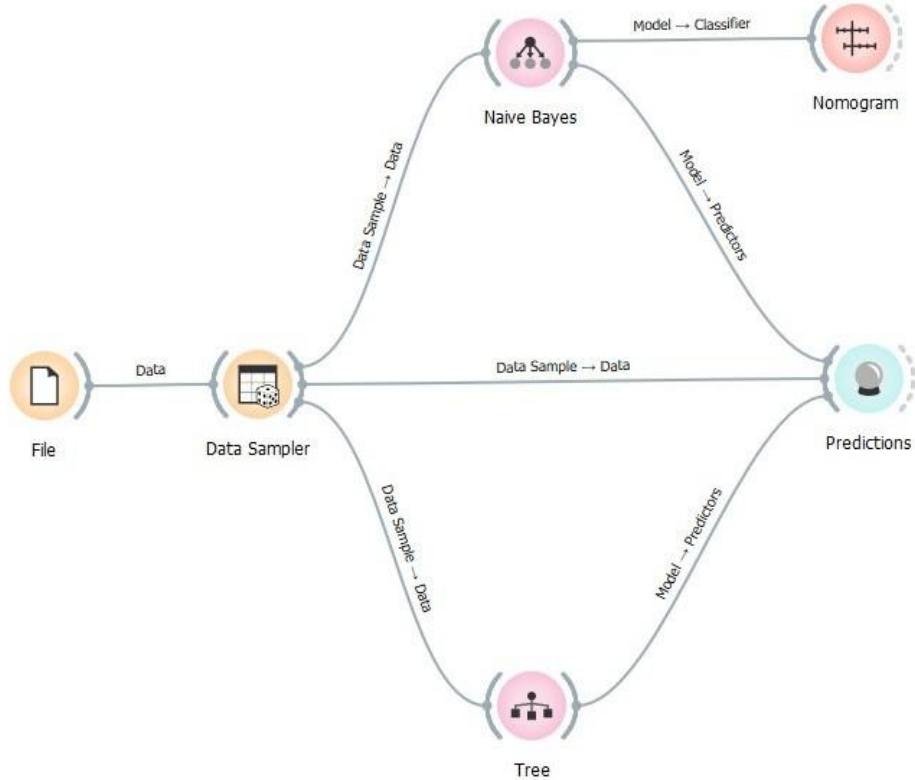 Model → Classifier
Naive Bayes
Nomogram
Data Sample → Data
Model → Predictors
Data
Data Sample → Data
File
Data Sampler
Predictions
Data Sample → Data
Model → Predictors
Tree